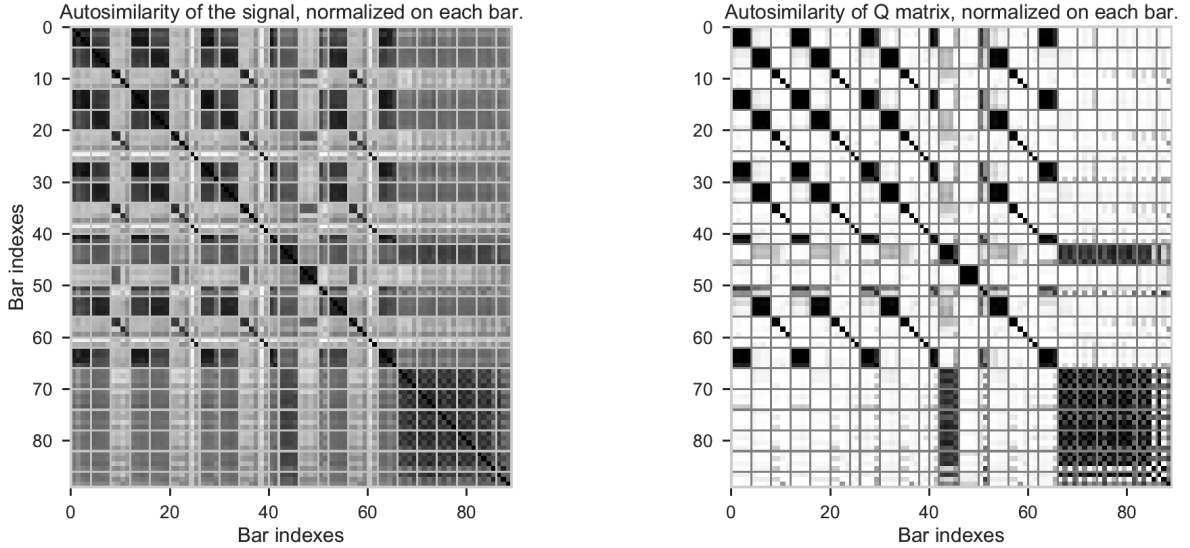 Autosimilarity of the signal, normalized on each bar.
0
10
20
30
40
50
60
70
80
Bar indexes
0 20 40 60 80
Bar indexes
Autosimilarity of Q matrix, normalized on each bar.
0
10
20
30
40
50
60
70
80
0 20 40 60 80
Bar indexes